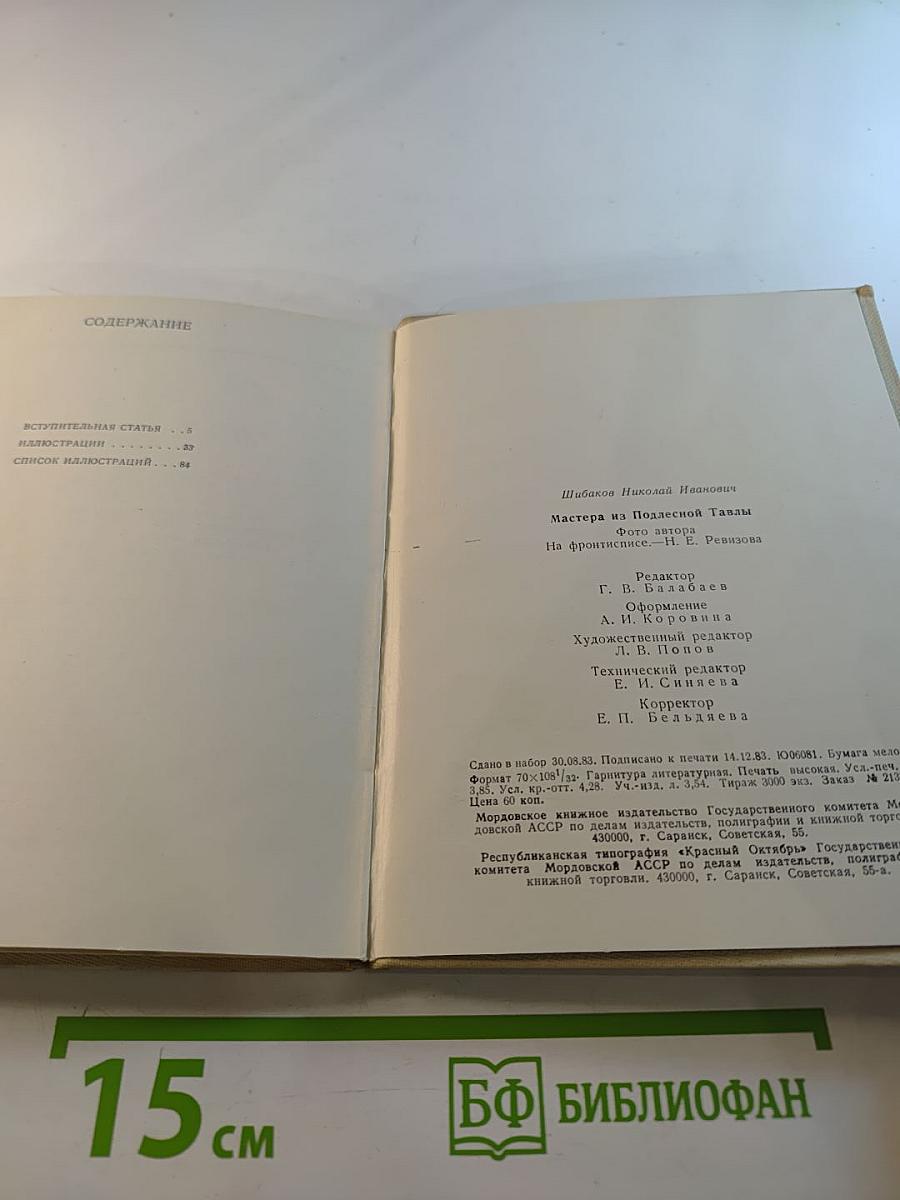 СОДЕРЖАНИЕ
ВСТУПИТЕЛЬНАЯ СТАТЬЯ . . 5
ИЛЛЮСТРАЦИИ . . . . . . . . 33
СПИСОК ИЛЛЮСТРАЦИЙ . . . 84
Шибаков Николай Иванович
Мастера из Подлесной Тавлы
Фото автора
На фронтисписе.—Н. Е. Ревизова
Редактор
Г. В. Балабаев
Оформление
А. И. Коровина
Художественный редактор
Л. В. Попов
Технический редактор
Е. И. Синяева
Корректор
Е. П. Бельдяева
Сдано в набор 30.08.83. Подписано к печати 14.12.83. Ю06081. Бумага мело
Формат 70×108¹/₃₂. Гарнитура литературная. Печать высокая. Усл.-печ.
3,85. Усл. кр.-отт. 4,28. Уч.-изд. л. 3,54. Тираж 3000 экз. Заказ № 213
Цена 60 коп.
Мордовское книжное издательство Государственного комитета Мо
довской АССР по делам издательств, полиграфии и книжной торго
430000, г. Саранск, Советская, 55.
Республиканская типография «Красный Октябрь» Государствен
комитета Мордовской АССР по делам издательств, полиграф
книжной торговли. 430000, г. Саранск, Советская, 55-а.
15 см
БФ БИБЛИОФАН